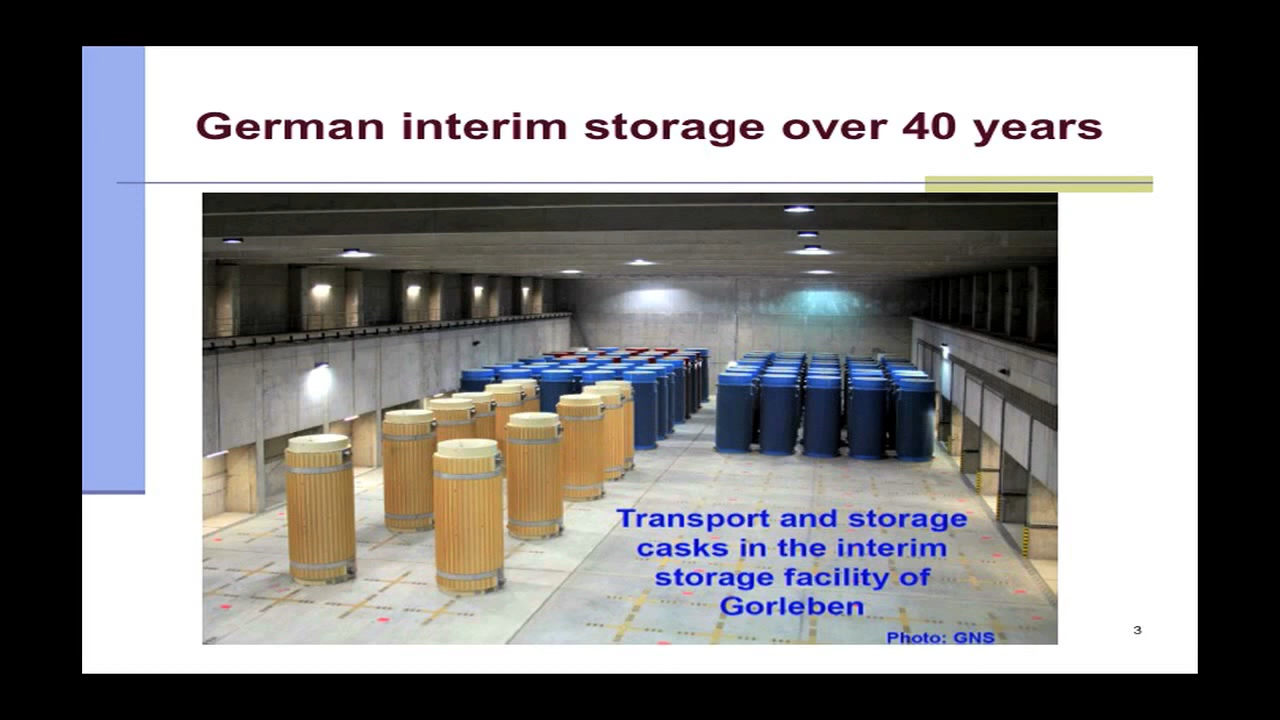 German interim storage over 40 years
Transport and storage
casks in the interim
storage facility of
Gorleben
Photo: GNS
3